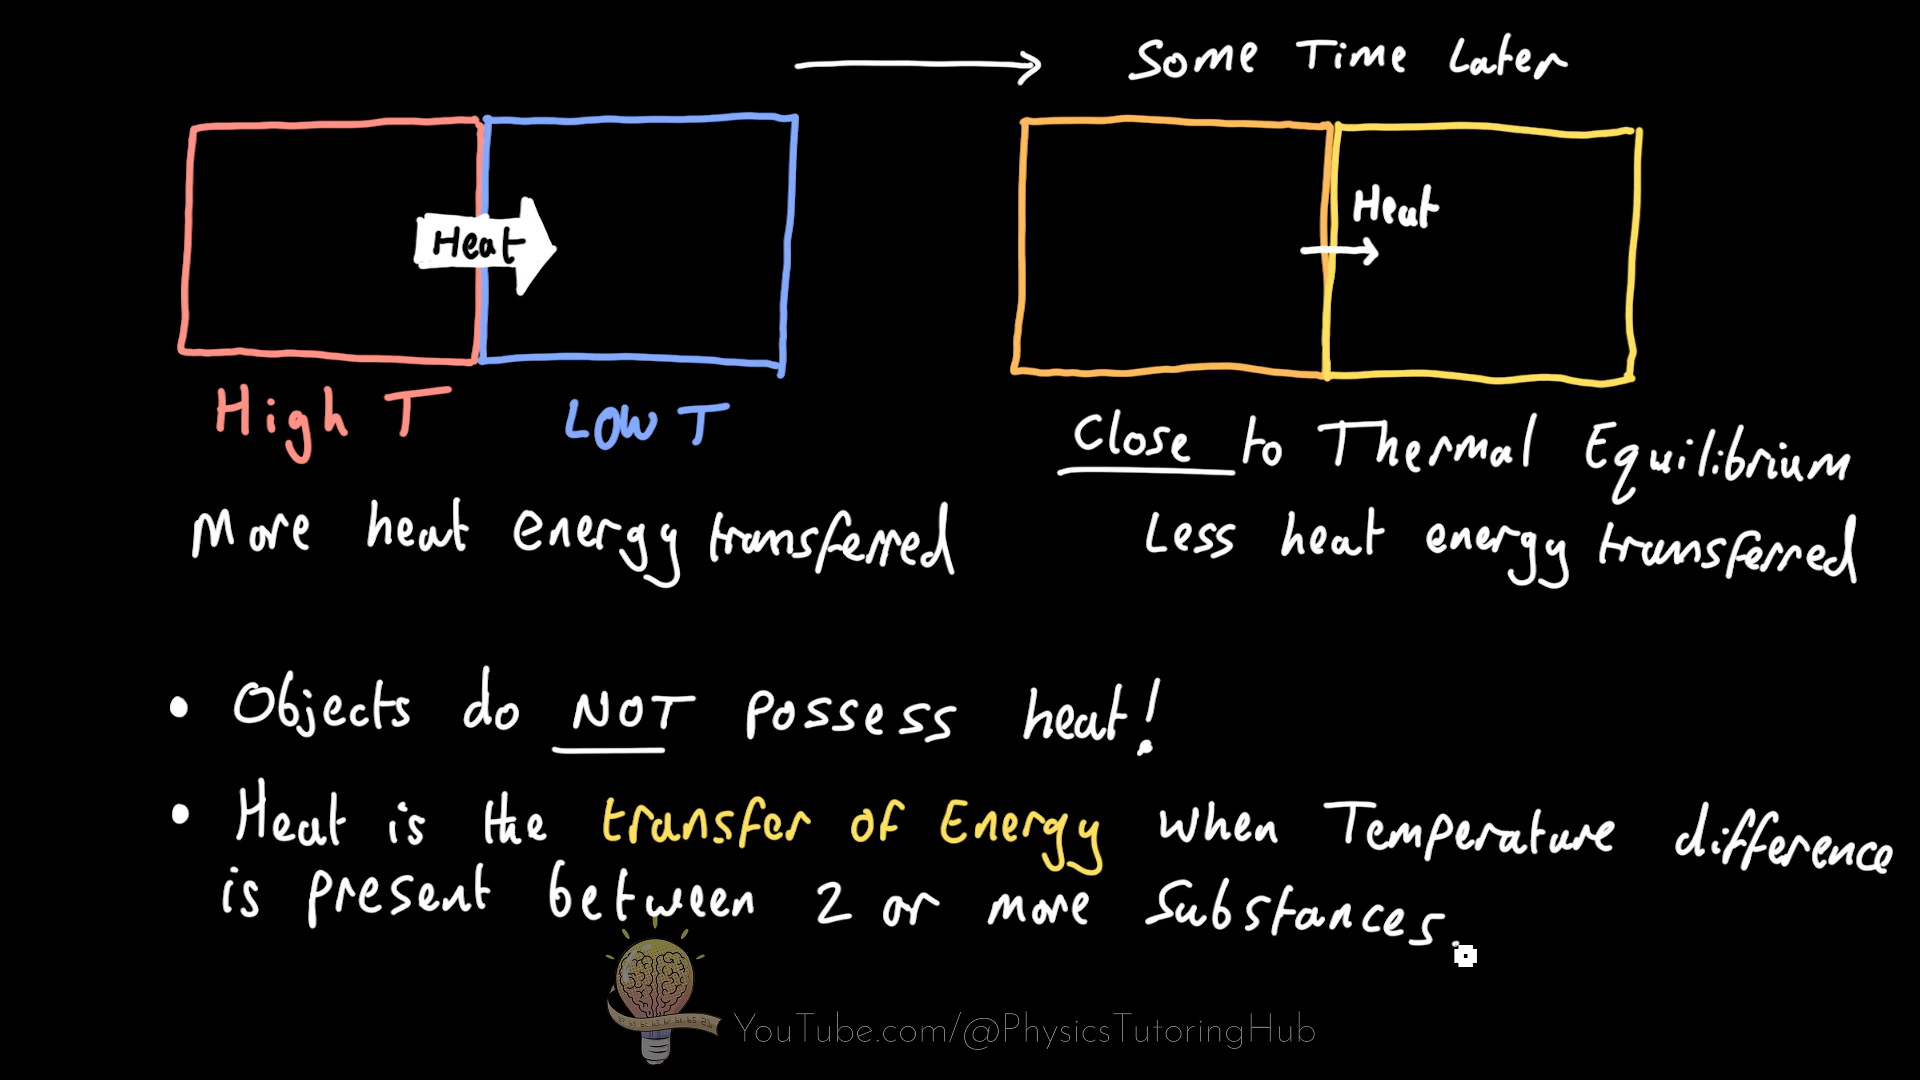 Some Time Later
Heat
Heat
High T
Low T
Close to Thermal Equilibrium
More heat energy transferred
Less heat energy transferred
• Objects do NOT possess heat!
• Heat is the transfer of Energy when Temperature difference
is present between 2 or more substances.
YouTube.com/@PhysicsTutoringHub